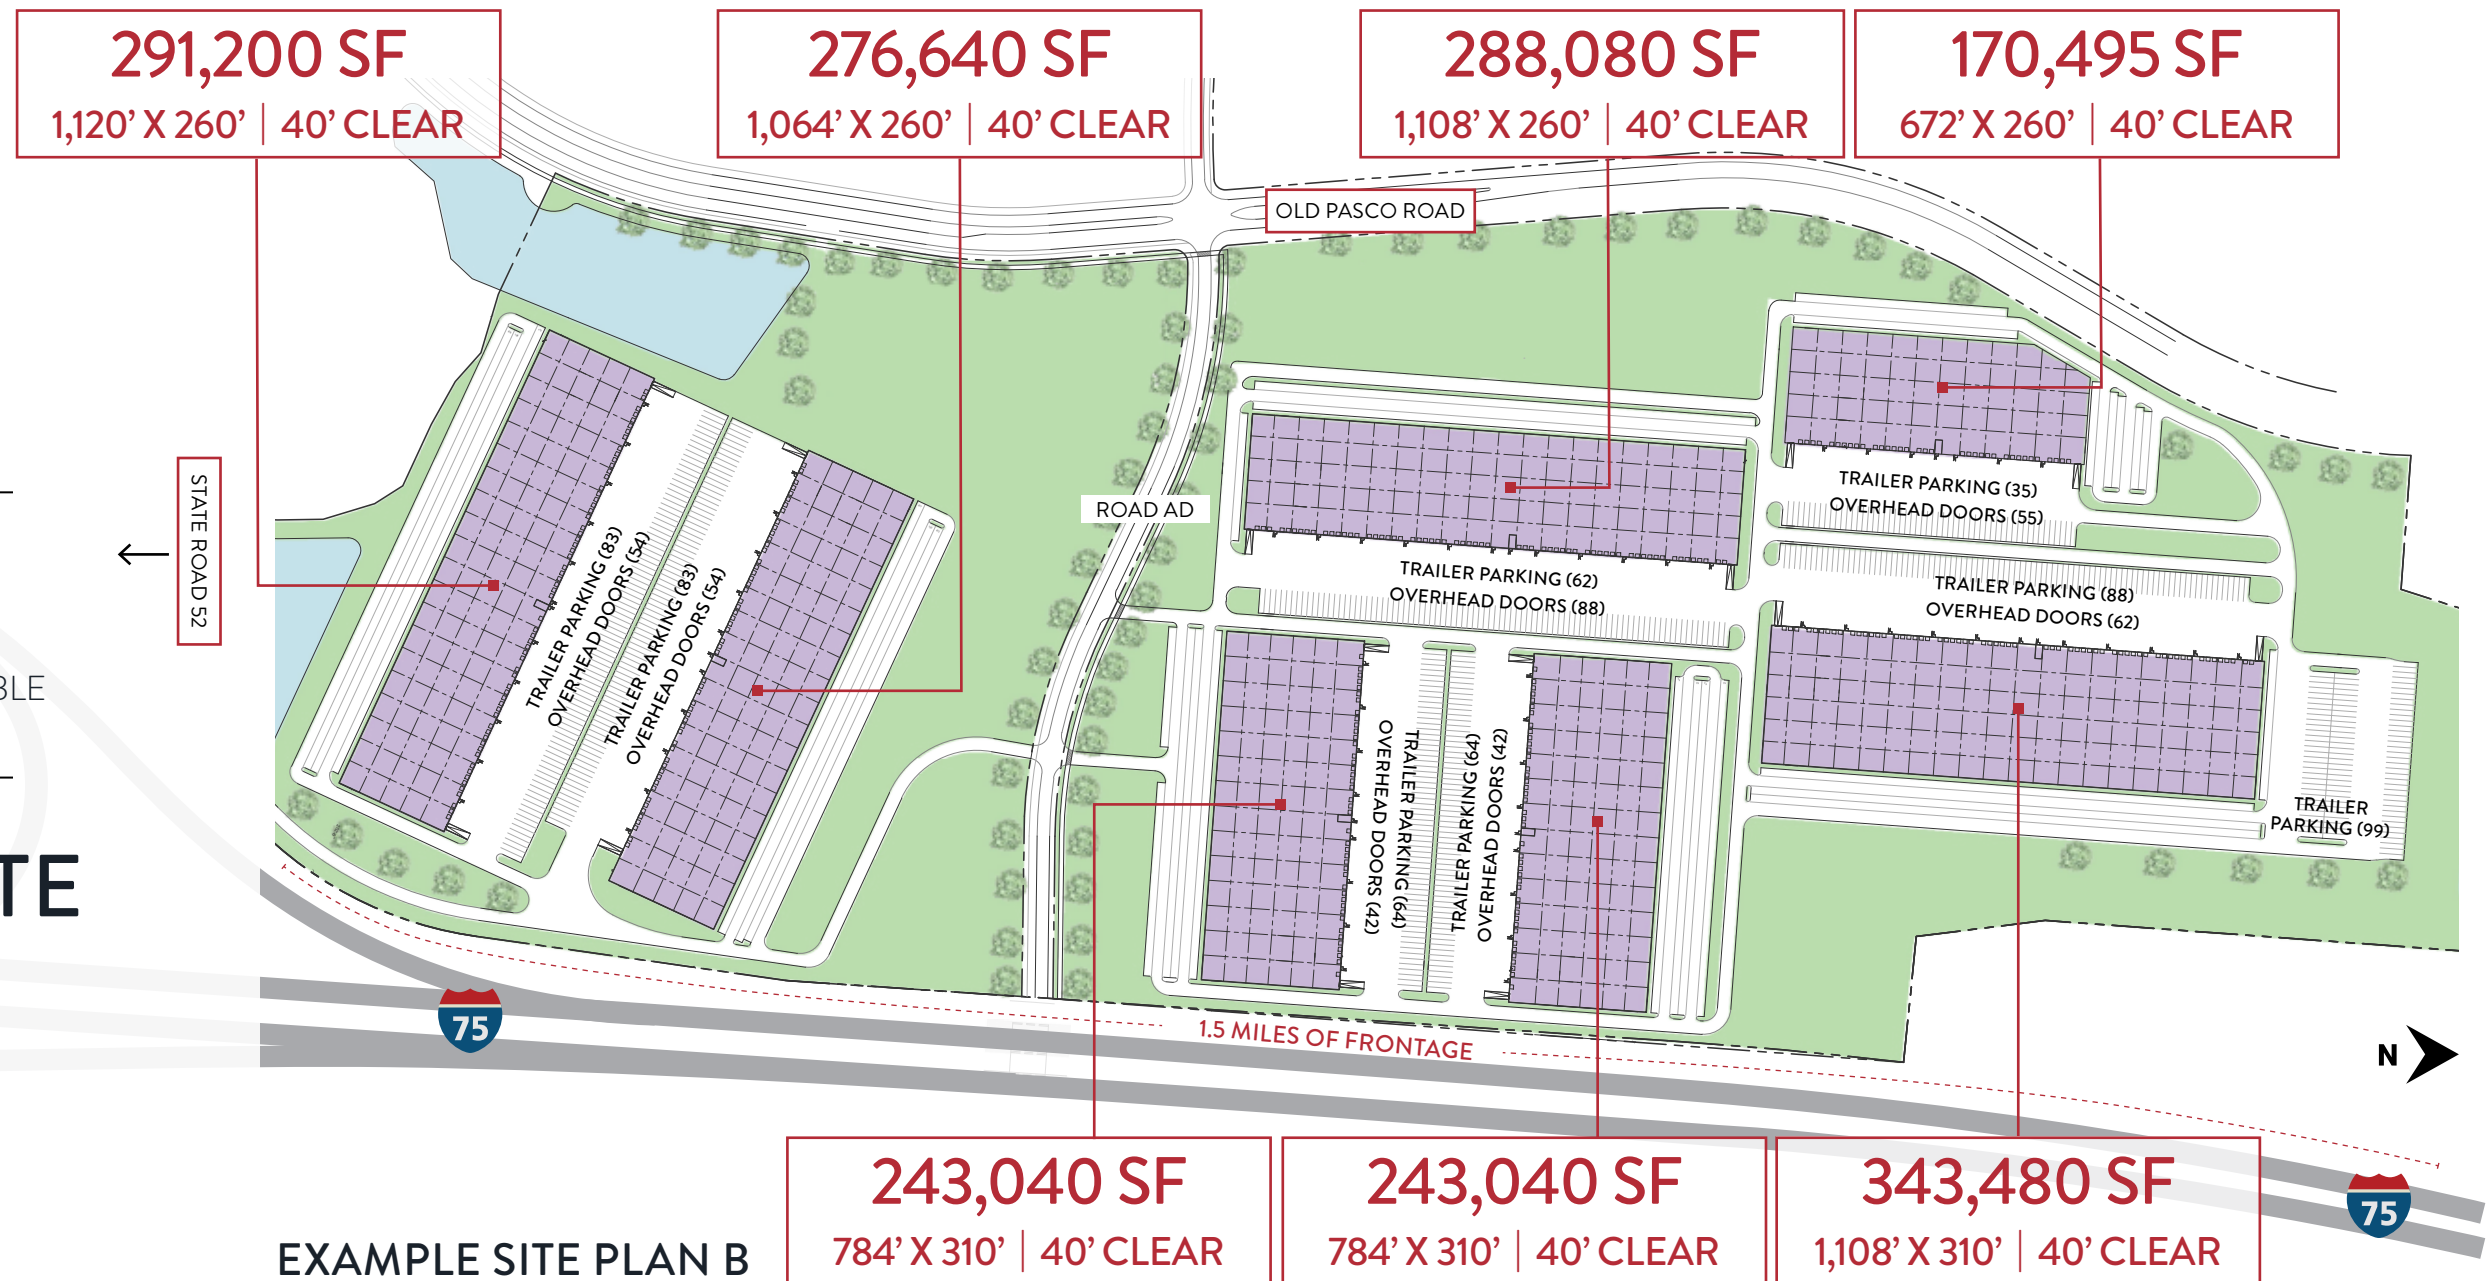 291,200 SF
1,120’ X 260’ | 40’ CLEAR
276,640 SF
1,064’ X 260’ | 40’ CLEAR
288,080 SF
1,108’ X 260’ | 40’ CLEAR
170,495 SF
672’ X 260’ | 40’ CLEAR
OLD PASCO ROAD
STATE ROAD 52
ROAD AD
TRAILER PARKING (83)
OVERHEAD DOORS (54)
TRAILER PARKING (83)
OVERHEAD DOORS (54)
TRAILER PARKING (62)
OVERHEAD DOORS (88)
TRAILER PARKING (35)
OVERHEAD DOORS (55)
TRAILER PARKING (88)
OVERHEAD DOORS (62)
TRAILER PARKING (64)
OVERHEAD DOORS (42)
TRAILER PARKING (64)
OVERHEAD DOORS (42)
TRAILER
PARKING (99)
BLE
TE
75
1.5 MILES OF FRONTAGE
N
75
243,040 SF
784’ X 310’ | 40’ CLEAR
243,040 SF
784’ X 310’ | 40’ CLEAR
343,480 SF
1,108’ X 310’ | 40’ CLEAR
EXAMPLE SITE PLAN B